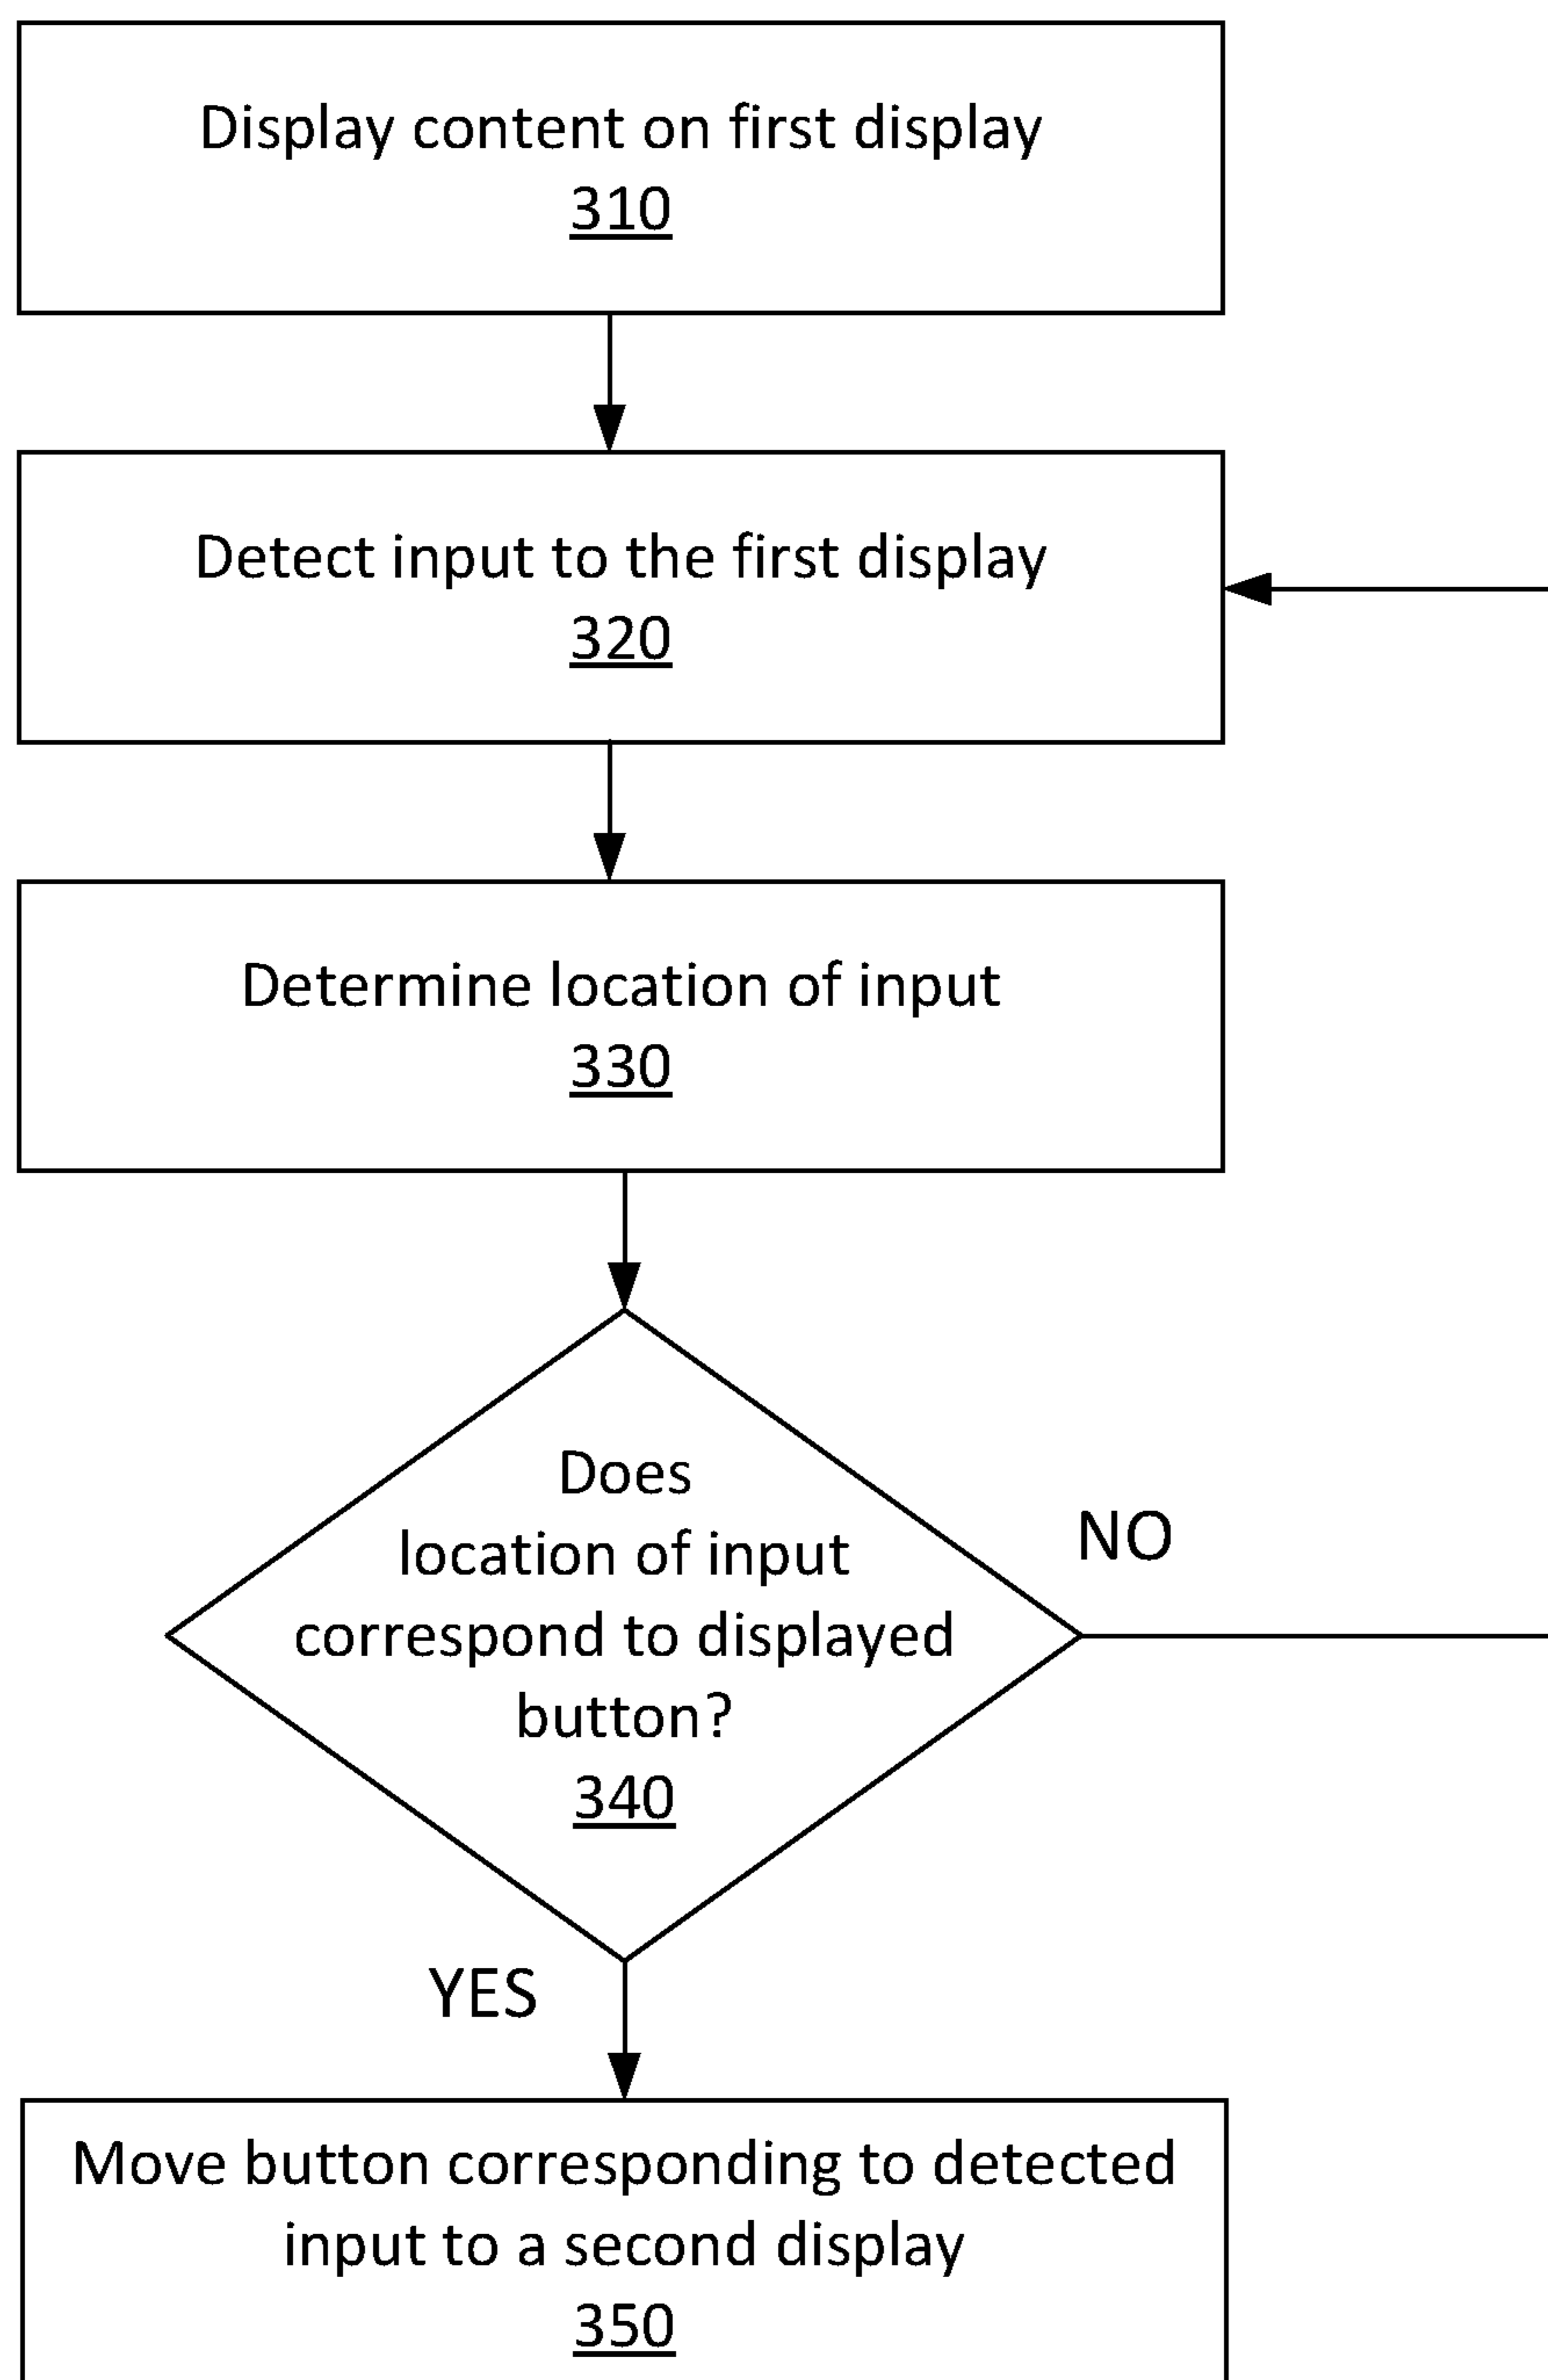 Display content on first display
310
Detect input to the first display
320
Determine location of input
330
Does
location of input
correspond to displayed
button?
340
NO
YES
Move button corresponding to detected
input to a second display
350